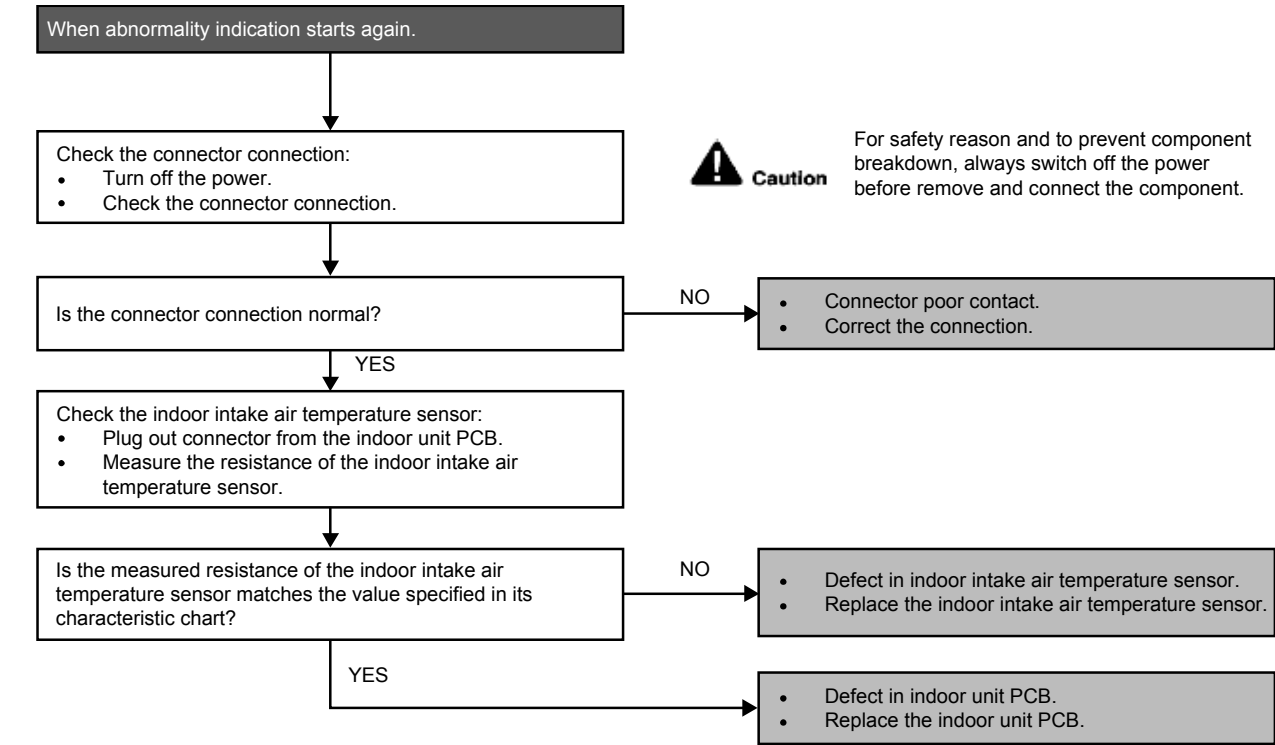 When abnormality indication starts again.
Check the connector connection:
• Turn off the power.
• Check the connector connection.
Caution
For safety reason and to prevent component
breakdown, always switch off the power
before remove and connect the component.
Is the connector connection normal?
NO
• Connector poor contact.
• Correct the connection.
YES
Check the indoor intake air temperature sensor:
• Plug out connector from the indoor unit PCB.
• Measure the resistance of the indoor intake air
temperature sensor.
Is the measured resistance of the indoor intake air
temperature sensor matches the value specified in its
characteristic chart?
NO
• Defect in indoor intake air temperature sensor.
• Replace the indoor intake air temperature sensor.
YES
• Defect in indoor unit PCB.
• Replace the indoor unit PCB.